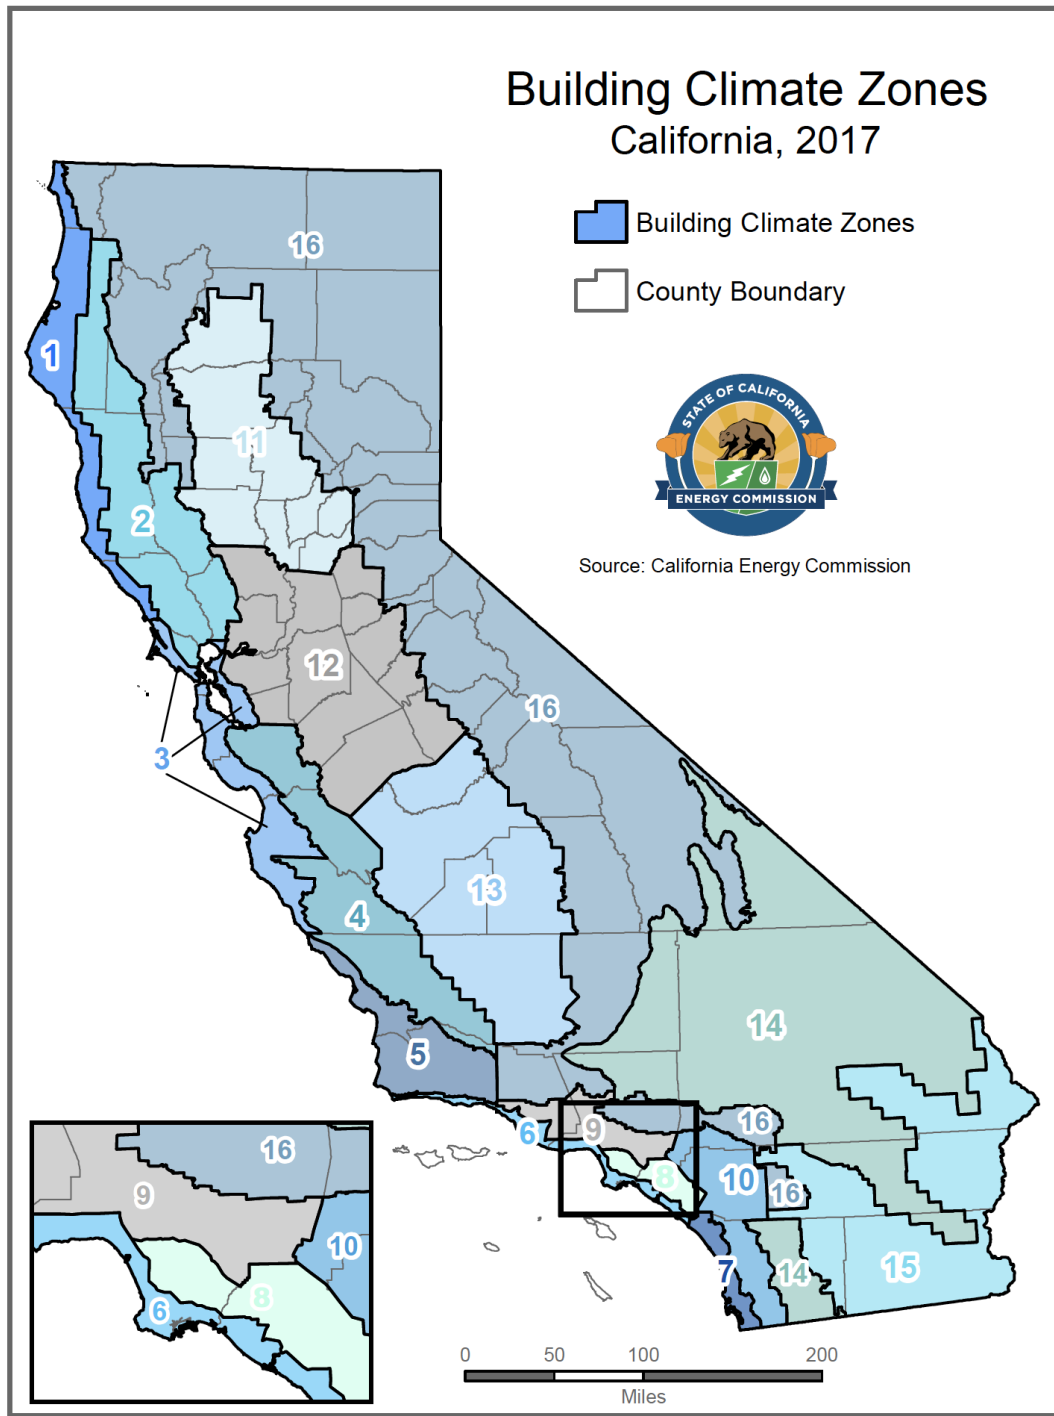 Building Climate Zones
California, 2017
Building Climate Zones
County Boundary
STATE OF CALIFORNIA
ENERGY COMMISSION
Source: California Energy Commission
16
1
11
2
12
16
3
13
4
14
5
6
9
16
8
10
16
7
14
15
16
9
10
8
6
0 50 100 200
Miles